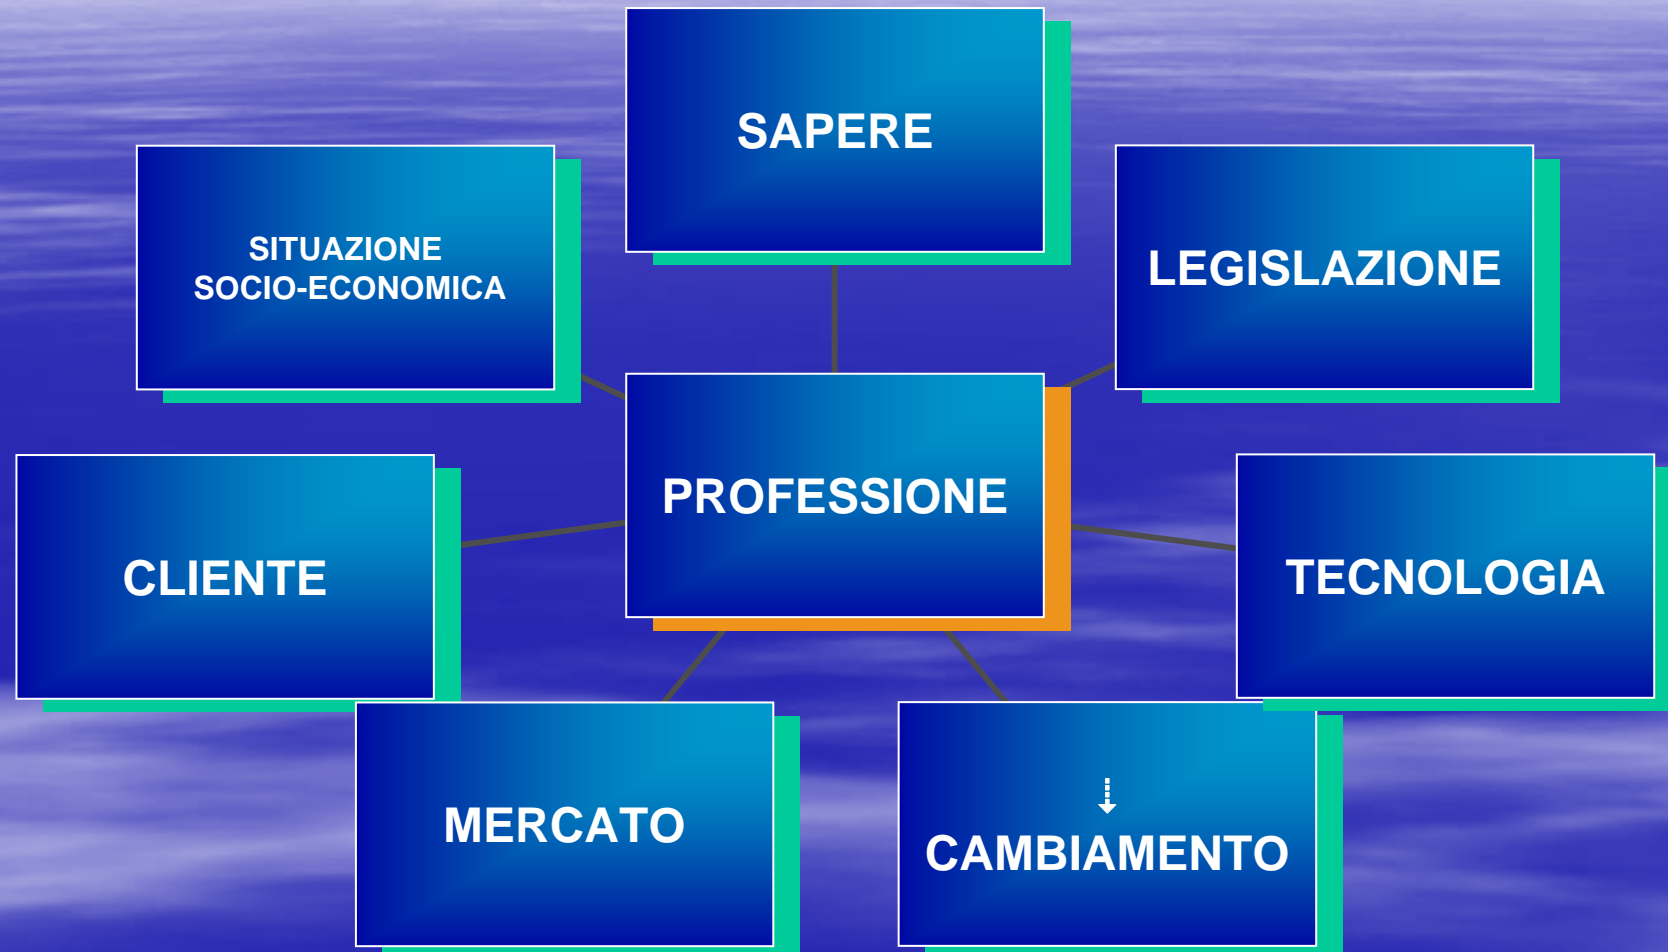 SAPERE
SITUAZIONE
SOCIO-ECONOMICA
LEGISLAZIONE
PROFESSIONE
CLIENTE
TECNOLOGIA
MERCATO
⇣
CAMBIAMENTO